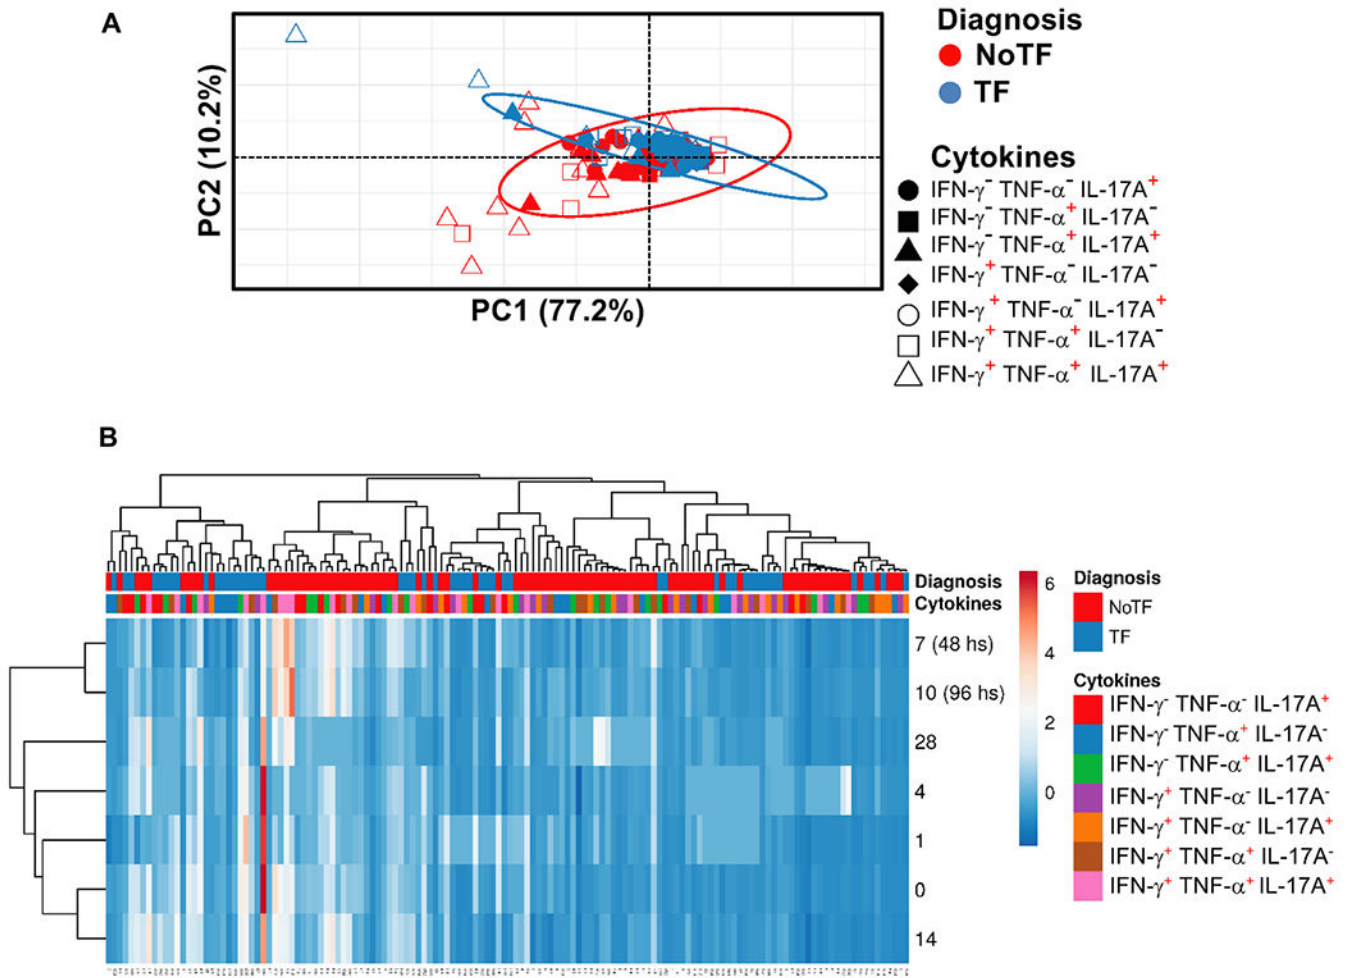 A
PC2 (10.2%)
PC1 (77.2%)
Diagnosis
NoTF
TF
Cytokines
IFN-γ⁻ TNF-α⁻ IL-17A⁺
IFN-γ⁻ TNF-α⁺ IL-17A⁻
IFN-γ⁻ TNF-α⁺ IL-17A⁺
IFN-γ⁺ TNF-α⁻ IL-17A⁻
IFN-γ⁺ TNF-α⁻ IL-17A⁺
IFN-γ⁺ TNF-α⁺ IL-17A⁻
IFN-γ⁺ TNF-α⁺ IL-17A⁺
B
Diagnosis
Cytokines
7 (48 hs)
10 (96 hs)
28
4
1
0
14
6
4
2
0
Diagnosis
NoTF
TF
Cytokines
IFN-γ⁻ TNF-α⁻ IL-17A⁺
IFN-γ⁻ TNF-α⁺ IL-17A⁻
IFN-γ⁻ TNF-α⁺ IL-17A⁺
IFN-γ⁺ TNF-α⁻ IL-17A⁻
IFN-γ⁺ TNF-α⁻ IL-17A⁺
IFN-γ⁺ TNF-α⁺ IL-17A⁻
IFN-γ⁺ TNF-α⁺ IL-17A⁺